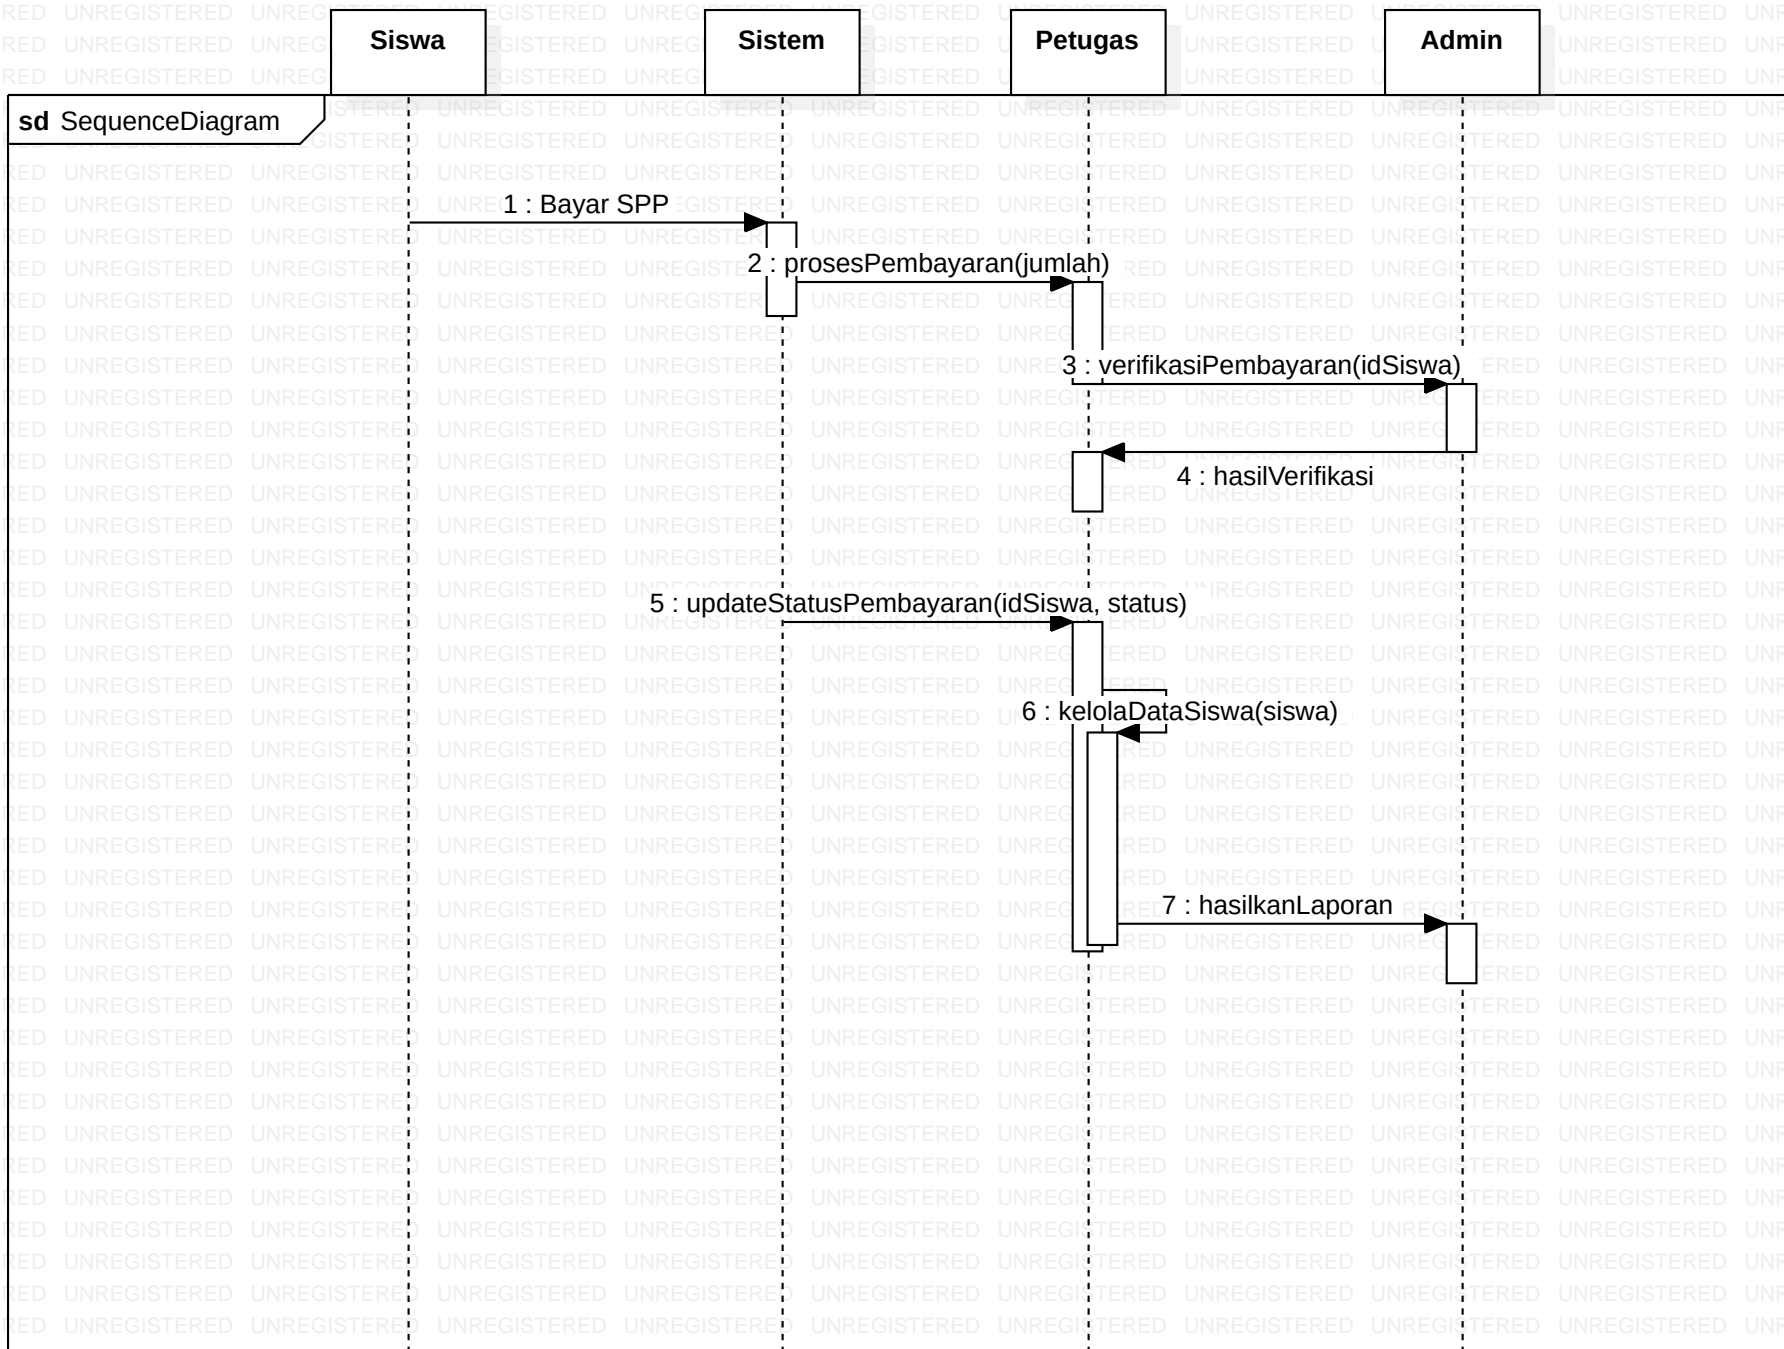 Siswa
Sistem
Petugas
Admin
sd SequenceDiagram
1 : Bayar SPP
2 : prosesPembayaran(jumlah)
3 : verifikasiPembayaran(idSiswa)
4 : hasilVerifikasi
5 : updateStatusPembayaran(idSiswa, status)
6 : kelolaDataSiswa(siswa)
7 : hasilkanLaporan
UNREGISTERED